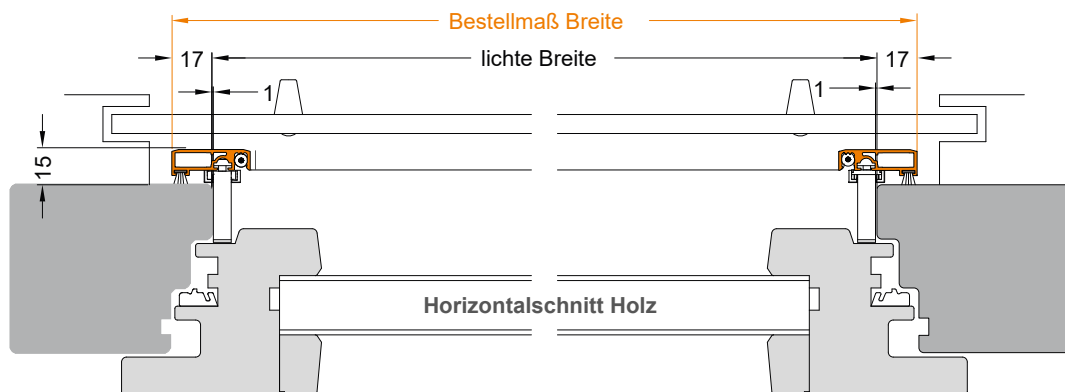 Bestellmaß Breite
17 lichte Breite 17
1 1
15
Horizontalschnitt Holz